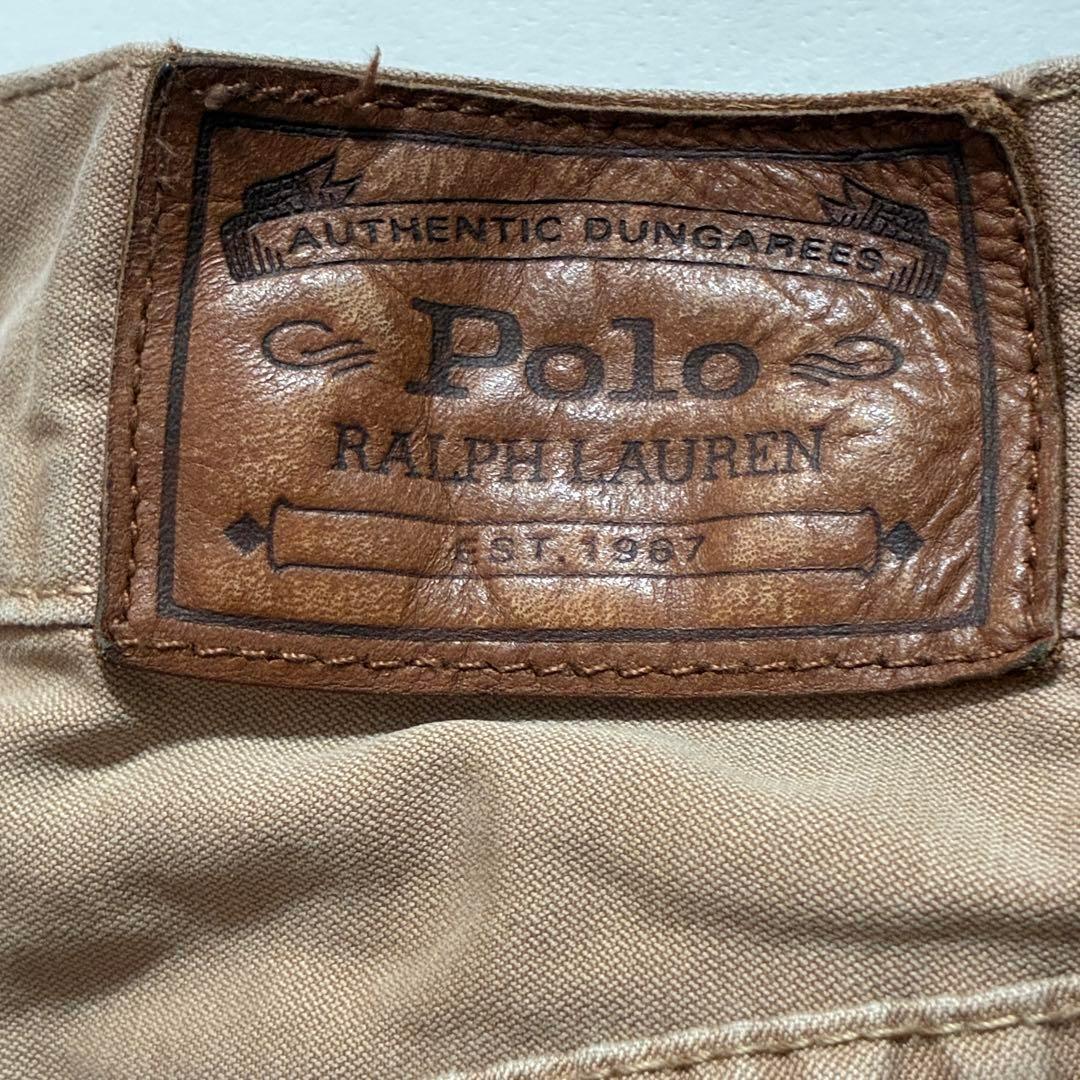 AUTHENTIC DUNGAREES
Polo
RALPH LAUREN
EST. 1967